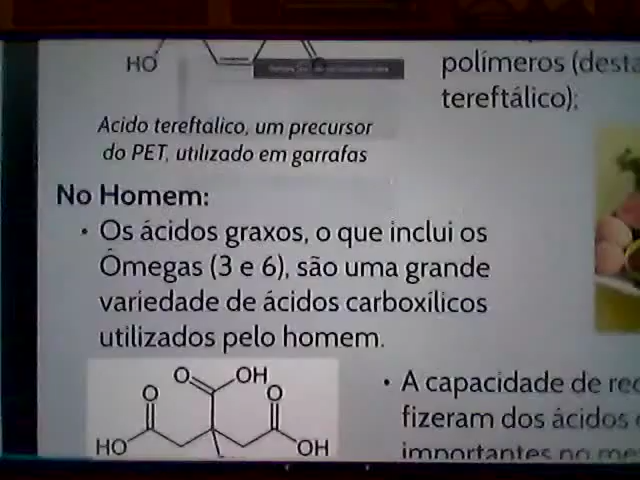 HO
polímeros (desta
tereftálico);
Acido tereftalico, um precursor
do PET, utilizado em garrafas
No Homem:
• Os ácidos graxos, o que inclui os
Ômegas (3 e 6), são uma grande
variedade de ácidos carboxílicos
utilizados pelo homem.
O OH
O O
HO OH
• A capacidade de
fizeram dos ácidos
importantes no